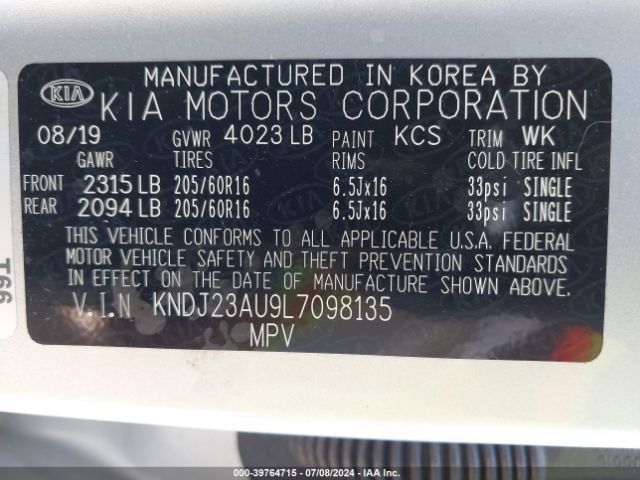 MANUFACTURED IN KOREA BY
KIA KIA MOTORS CORPORATION
08/19 GVWR 4023 LB PAINT KCS TRIM WK
GAWR TIRES RIMS COLD TIRE INFL
FRONT 2315 LB 205/60R16 6.5Jx16 33psi SINGLE
REAR 2094 LB 205/60R16 6.5Jx16 33psi SINGLE
THIS VEHICLE CONFORMS TO ALL APPLICABLE U.S.A. FEDERAL
MOTOR VEHICLE SAFETY AND THEFT PREVENTION STANDARDS
IN EFFECT ON THE DATE OF MANUFACTURE SHOWN ABOVE.
V.I.N KNDJ23AU9L7098135
MPV
000-39764715 - 07/08/2024 - IAA Inc.